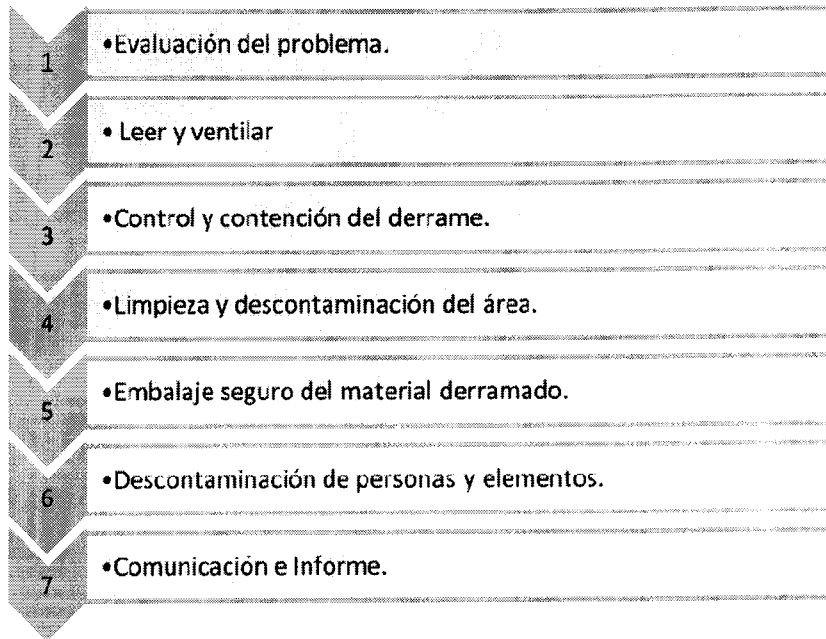 1 •Evaluación del problema.
2 • Leer y ventilar
3 •Control y contención del derrame.
4 •Limpieza y descontaminación del área.
5 •Embalaje seguro del material derramado.
6 •Descontaminación de personas y elementos.
7 •Comunicación e Informe.